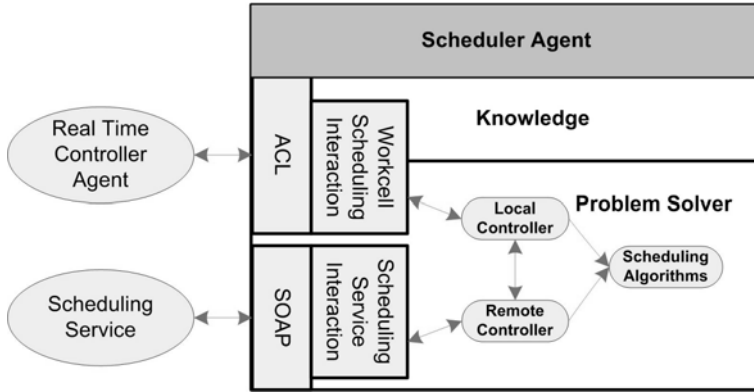 Scheduler Agent
Real Time
Controller
Agent
ACL
Workcell
Scheduling
Interaction
Knowledge
Problem Solver
Local
Controller
Scheduling
Algorithms
Remote
Controller
Scheduling
Service
SOAP
Scheduling
Service
Interaction